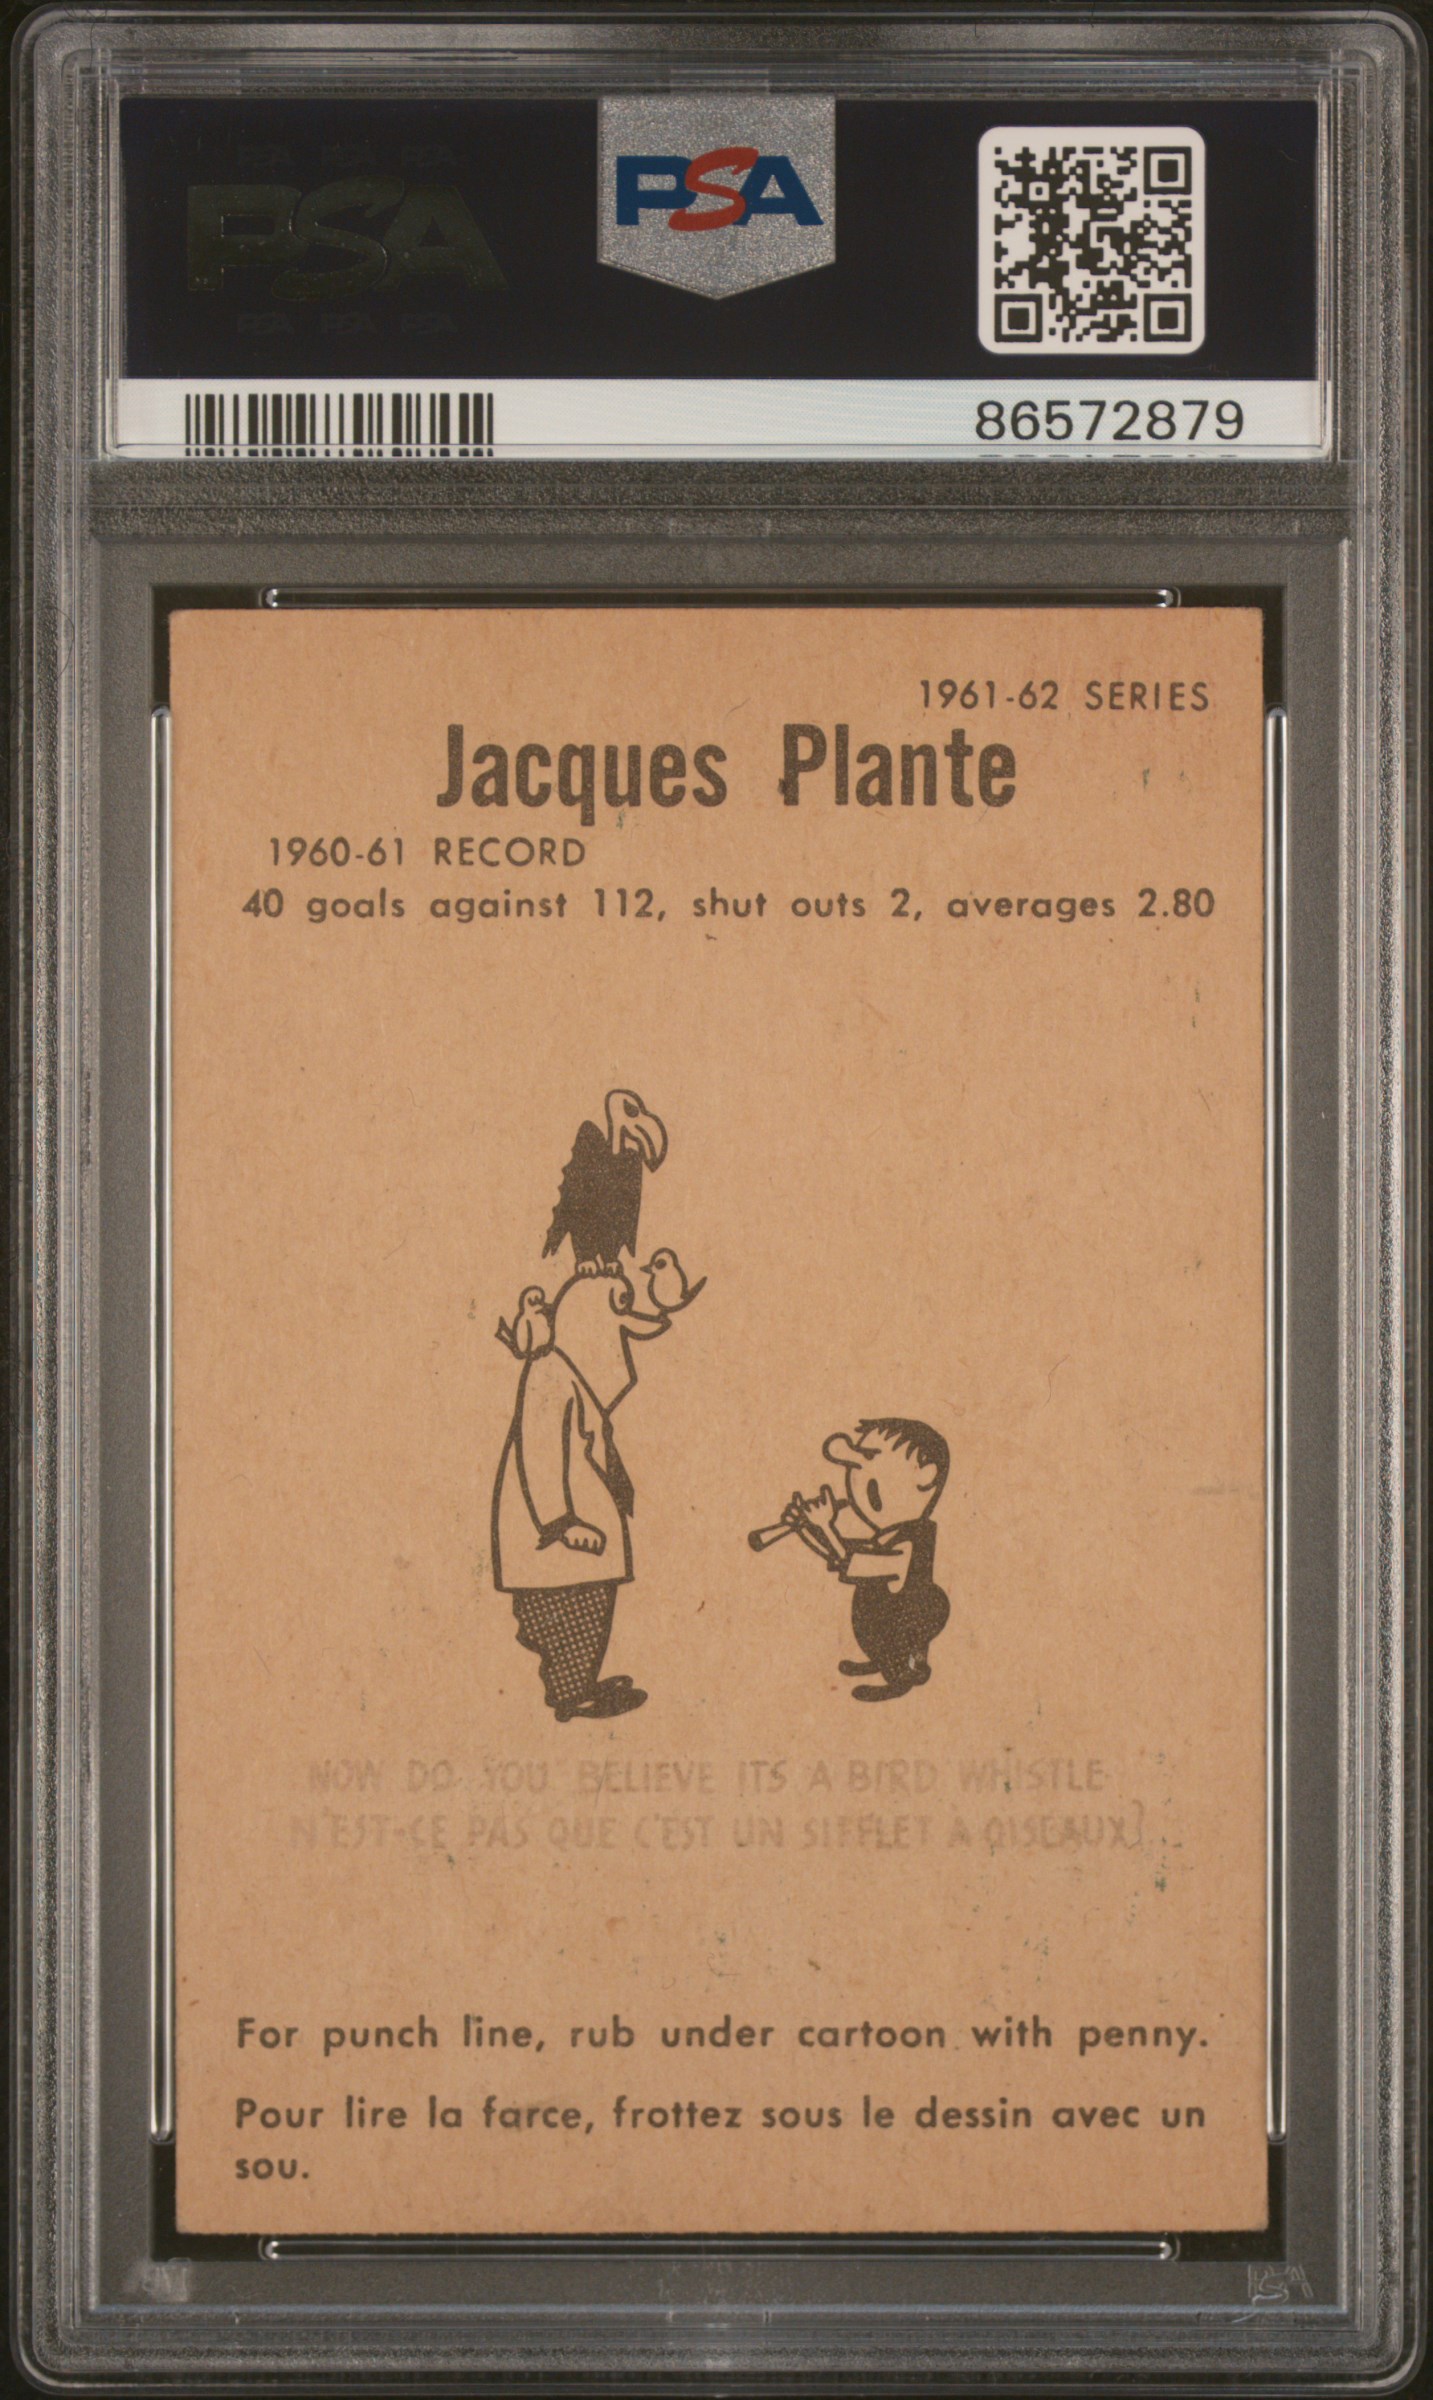 PSA
PSA
86572879
1961-62 SERIES
Jacques Plante
1960-61 RECORD
40 goals against 112, shut outs 2, averages 2.80
NOW DO YOU BELIEVE ITS A BIRD WHISTLE
N'EST-CE PAS QUE C'EST UN SIFFLET A OISEAUX?
For punch line, rub under cartoon with penny.
Pour lire la farce, frottez sous le dessin avec un
sou.
PSA